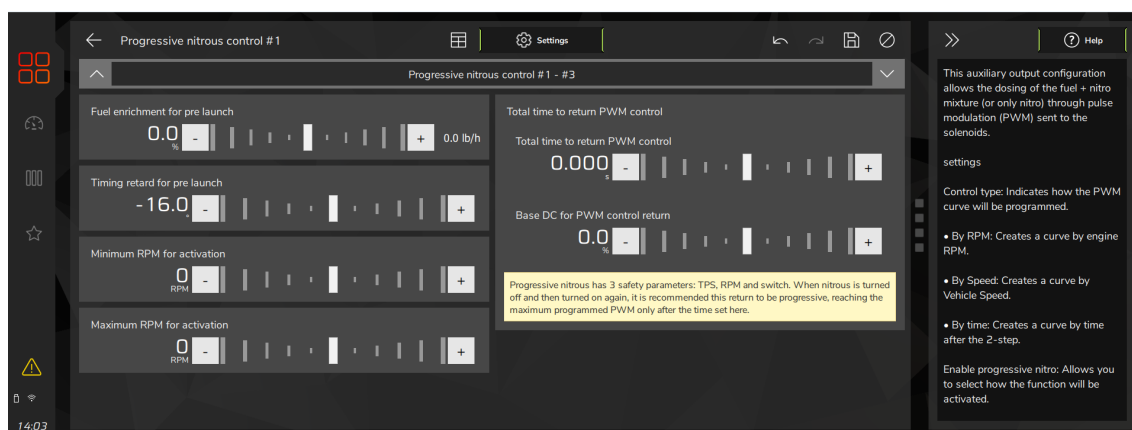 Progressive nitrous control #1
Settings
Help
Progressive nitrous control #1 - #3
Fuel enrichment for pre launch
0.0
%
-
+
0.0 lb/h
Timing retard for pre launch
-16.0
°
-
+
Minimum RPM for activation
0
RPM
-
+
Maximum RPM for activation
0
RPM
-
+
Total time to return PWM control
Total time to return PWM control
0.000
s
-
+
Base DC for PWM control return
0.0
%
-
+
Progressive nitrous has 3 safety parameters: TPS, RPM and switch. When nitrous is turned
off and then turned on again, it is recommended this return to be progressive, reaching the
maximum programmed PWM only after the time set here.
This auxiliary output configuration
allows the dosing of the fuel + nitro
mixture (or only nitro) through pulse
modulation (PWM) sent to the
solenoids.
settings
Control type: Indicates how the PWM
curve will be programmed.
• By RPM: Creates a curve by engine
RPM.
• By Speed: Creates a curve by
Vehicle Speed.
• By time: Creates a curve by time
after the 2-step.
Enable progressive nitro: Allows you
to select how the function will be
activated.
14:03